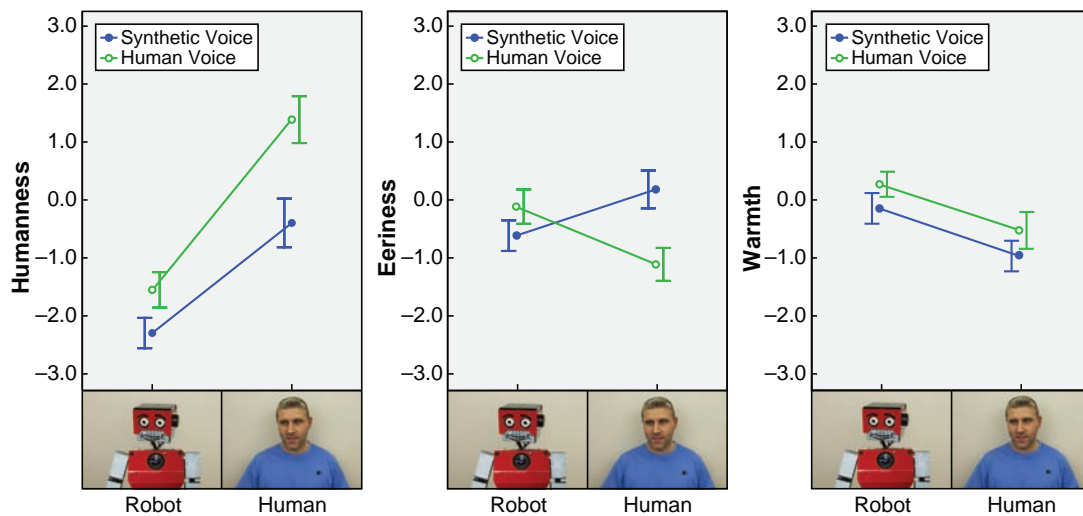 3.0
2.0
1.0
0.0
–1.0
–2.0
–3.0
Humanness
Synthetic Voice
Human Voice
Robot
Human
3.0
2.0
1.0
0.0
–1.0
–2.0
–3.0
Eeriness
Synthetic Voice
Human Voice
Robot
Human
3.0
2.0
1.0
0.0
–1.0
–2.0
–3.0
Warmth
Synthetic Voice
Human Voice
Robot
Human